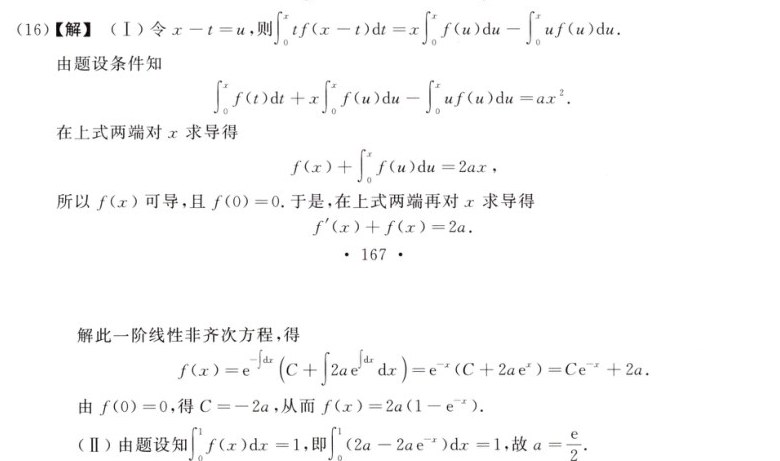 (16)【解】 (Ⅰ)令 x－t＝u,则∫₀ˣ tf(x－t)dt＝x∫₀ˣ f(u)du－∫₀ˣ uf(u)du.
由题设条件知
∫₀ˣ f(t)dt＋x∫₀ˣ f(u)du－∫₀ˣ uf(u)du＝ax².
在上式两端对 x 求导得
f(x)＋∫₀ˣ f(u)du＝2ax,
所以 f(x)可导,且 f(0)＝0.于是,在上式两端再对 x 求导得
f′(x)＋f(x)＝2a.
· 167 ·
解此一阶线性非齐次方程,得
f(x)＝e^{-∫dx}(C＋∫2ae^{∫dx}dx)＝e⁻ˣ(C＋2aeˣ)＝Ce⁻ˣ＋2a.
由 f(0)＝0,得 C＝－2a,从而 f(x)＝2a(1－e⁻ˣ).
(Ⅱ)由题设知∫₀¹ f(x)dx＝1,即∫₀¹(2a－2ae⁻ˣ)dx＝1,故 a＝e/2.